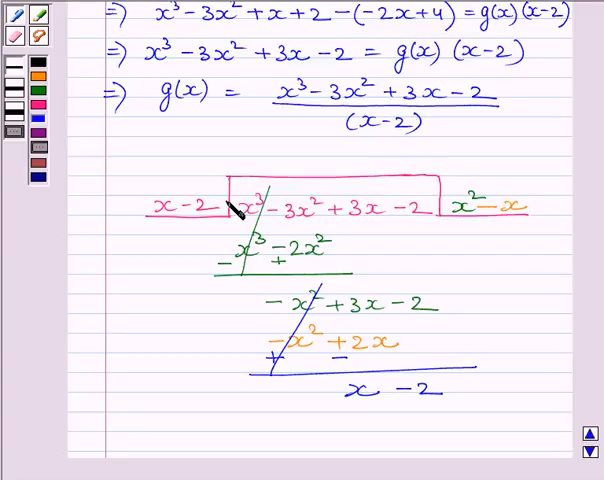 ⇒) x³ - 3x² + x + 2 - (-2x + 4) = g(x)(x-2)
⇒) x³ - 3x² + 3x - 2 = g(x) (x-2)
⇒) g(x) = x³ - 3x² + 3x - 2
(x-2)
x - 2 x³ - 3x² + 3x - 2 x² - x
x³ - 2x²
- +
- x² + 3x - 2
- x² + 2x
+ -
x - 2